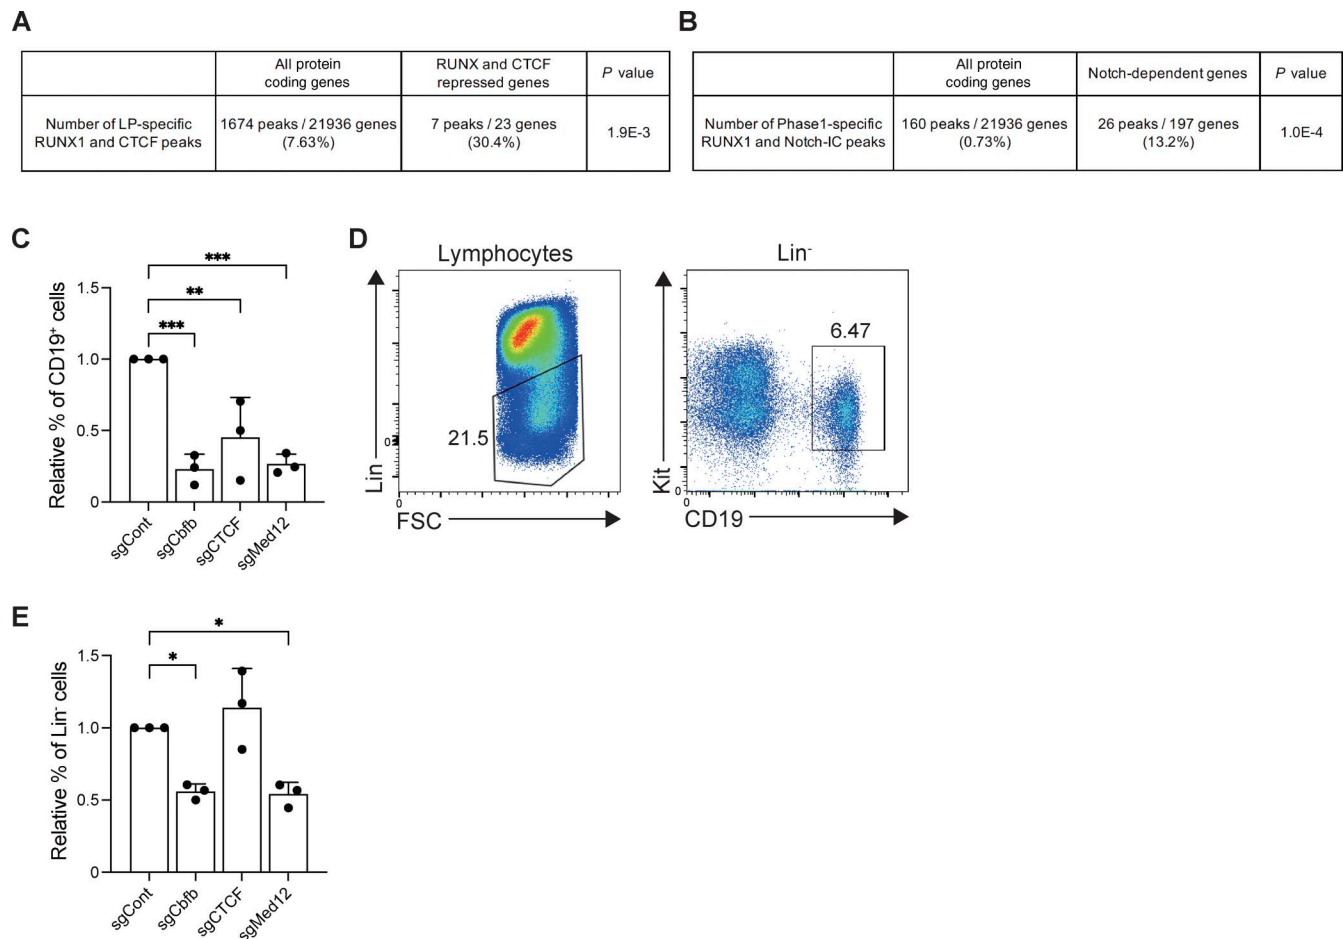 A
All protein
coding genes
RUNX and CTCF
repressed genes
P value
Number of LP-specific
RUNX1 and CTCF peaks
1674 peaks / 21936 genes
(7.63%)
7 peaks / 23 genes
(30.4%)
1.9E-3
B
All protein
coding genes
Notch-dependent genes
P value
Number of Phase1-specific
RUNX1 and Notch-IC peaks
160 peaks / 21936 genes
(0.73%)
26 peaks / 197 genes
(13.2%)
1.0E-4
C
***
**
***
1.5
1.0
0.5
0
Relative % of CD19+ cells
sgCont
sgCbfb
sgCTCF
sgMed12
D
Lymphocytes
21.5
0
0
Lin
FSC
Lin-
6.47
0
0
Kit
CD19
E
*
*
1.5
1.0
0.5
0
Relative % of Lin- cells
sgCont
sgCbfb
sgCTCF
sgMed12